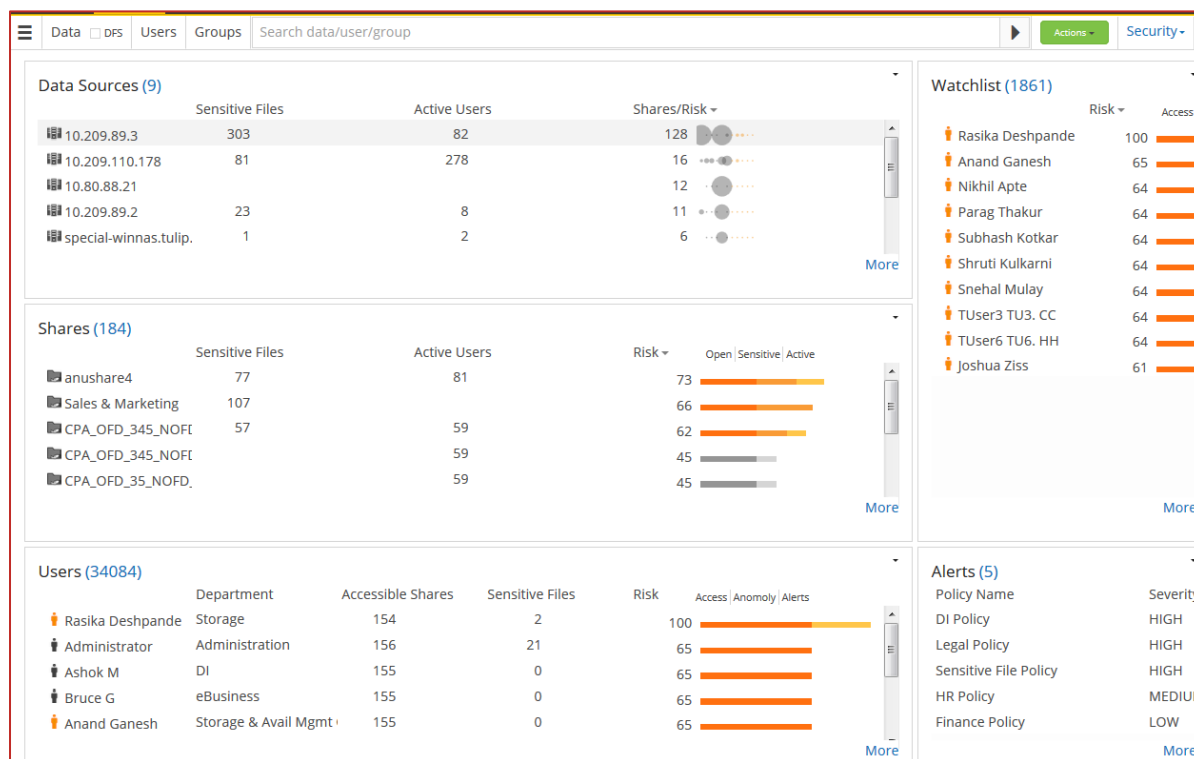 Data DFS Users Groups Search data/user/group Actions Security
Data Sources (9)
Sensitive Files Active Users Shares/Risk
10.209.89.3 303 82 128
10.209.110.178 81 278 16
10.80.88.21 12
10.209.89.2 23 8 11
special-winnas.tulip. 1 2 6
More
Shares (184)
Sensitive Files Active Users Risk Open Sensitive Active
anushare4 77 81 73
Sales & Marketing 107 66
CPA_OFD_345_NOFD 57 59 62
CPA_OFD_345_NOFD 59 45
CPA_OFD_35_NOFD_ 59 45
More
Users (34084)
Department Accessible Shares Sensitive Files Risk Access Anomoly Alerts
Rasika Deshpande Storage 154 2 100
Administrator Administration 156 21 65
Ashok M DI 155 0 65
Bruce G eBusiness 155 0 65
Anand Ganesh Storage & Avail Mgmt 155 0 65
More
Watchlist (1861)
Risk Access
Rasika Deshpande 100
Anand Ganesh 65
Nikhil Apte 64
Parag Thakur 64
Subhash Kotkar 64
Shruti Kulkarni 64
Snehal Mulay 64
TUser3 TU3. CC 64
TUser6 TU6. HH 64
Joshua Ziss 61
More
Alerts (5)
Policy Name Severity
DI Policy HIGH
Legal Policy HIGH
Sensitive File Policy HIGH
HR Policy MEDIUM
Finance Policy LOW
More